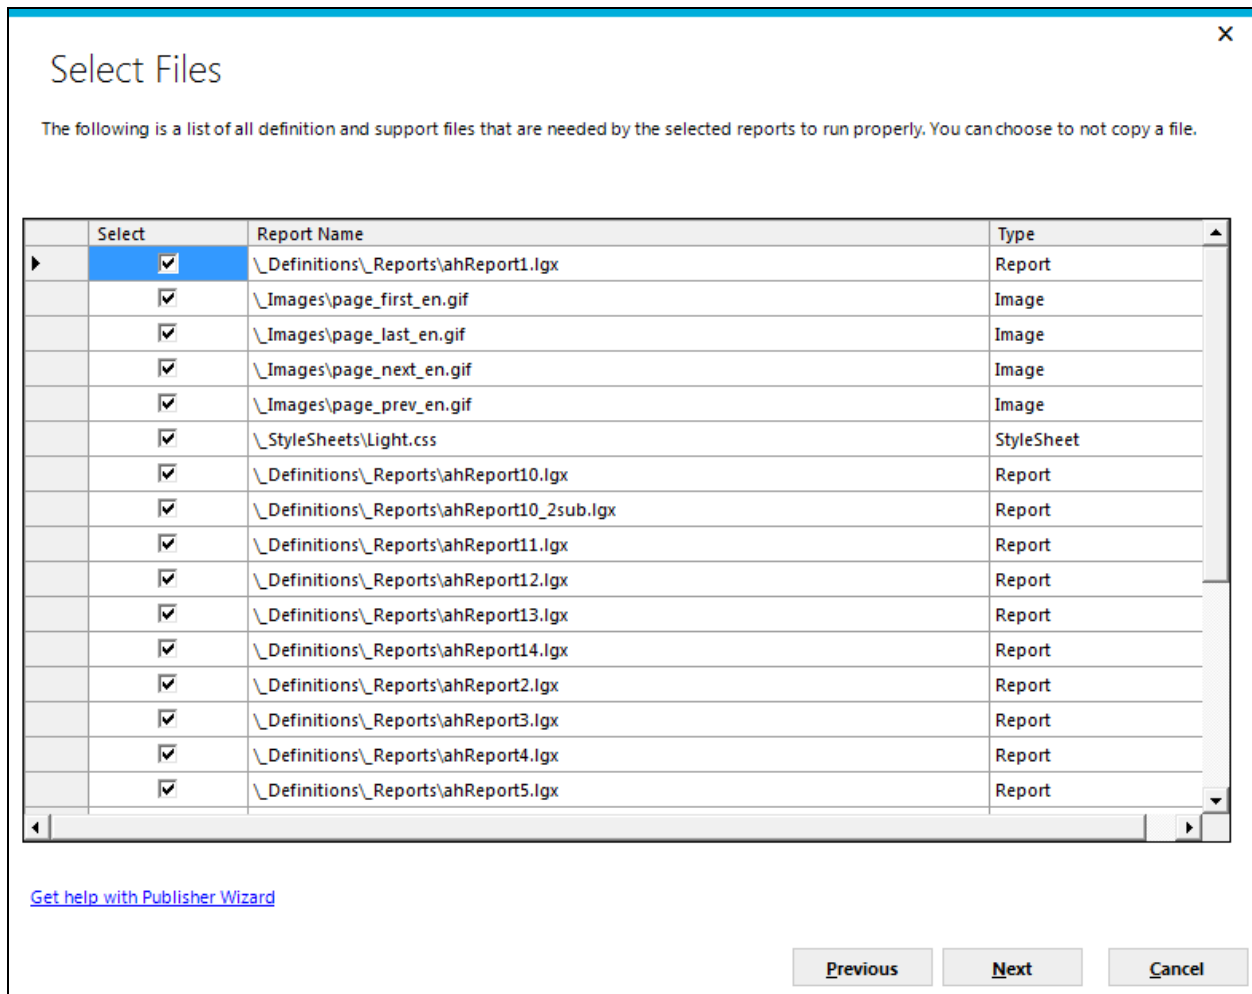 Select Files
The following is a list of all definition and support files that are needed by the selected reports to run properly. You can choose to not copy a file.
Select Report Name Type
\_Definitions\_Reports\ahReport1.lgx Report
\_Images\page_first_en.gif Image
\_Images\page_last_en.gif Image
\_Images\page_next_en.gif Image
\_Images\page_prev_en.gif Image
\_StyleSheets\Light.css StyleSheet
\_Definitions\_Reports\ahReport10.lgx Report
\_Definitions\_Reports\ahReport10_2sub.lgx Report
\_Definitions\_Reports\ahReport11.lgx Report
\_Definitions\_Reports\ahReport12.lgx Report
\_Definitions\_Reports\ahReport13.lgx Report
\_Definitions\_Reports\ahReport14.lgx Report
\_Definitions\_Reports\ahReport2.lgx Report
\_Definitions\_Reports\ahReport3.lgx Report
\_Definitions\_Reports\ahReport4.lgx Report
\_Definitions\_Reports\ahReport5.lgx Report
Get help with Publisher Wizard
Previous Next Cancel